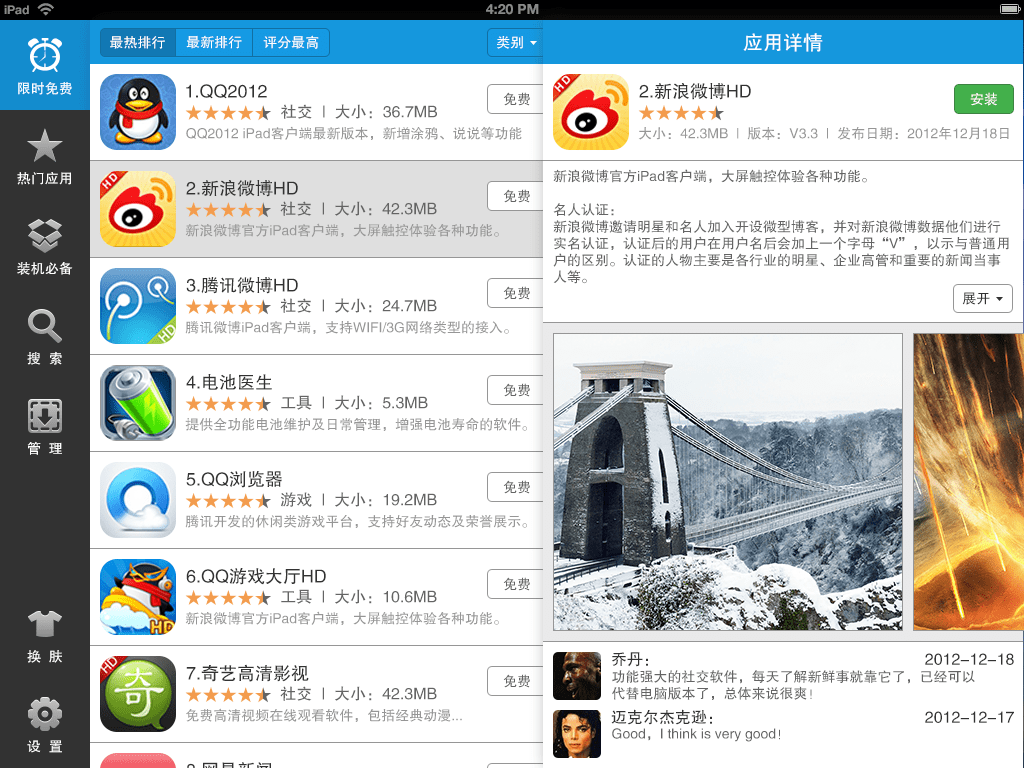 iPad
4:20 PM
限时免费
热门应用
装机必备
搜 索
管 理
换 肤
设 置
最热排行
最新排行
评分最高
类别
1.QQ2012
社交 | 大小：36.7MB
QQ2012 iPad客户端最新版本，新增涂鸦、说说等功能
免费
HD
2.新浪微博HD
社交 | 大小：42.3MB
新浪微博官方iPad客户端，大屏触控体验各种功能。
免费
HD
3.腾讯微博HD
社交 | 大小：24.7MB
腾讯微博iPad客户端，支持WIFI/3G网络类型的接入。
免费
4.电池医生
工具 | 大小：5.3MB
提供全功能电池维护及日常管理，增强电池寿命的软件。
免费
5.QQ浏览器
游戏 | 大小：19.2MB
腾讯开发的休闲类游戏平台，支持好友动态及荣誉展示。
免费
HD
6.QQ游戏大厅HD
工具 | 大小：10.6MB
新浪微博官方iPad客户端，大屏触控体验各种功能。
免费
HD
奇
7.奇艺高清影视
社交 | 大小：42.3MB
免费高清视频在线观看软件，包括经典动漫...
免费
应用详情
HD
2.新浪微博HD
大小：42.3MB | 版本：V3.3 | 发布日期：2012年12月18日
安装
新浪微博官方iPad客户端，大屏触控体验各种功能。
名人认证：
新浪微博邀请明星和名人加入开设微型博客，并对新浪微博数据他们进行
实名认证，认证后的用户在用户名后会加上一个字母“V”，以示与普通用
户的区别。认证的人物主要是各行业的明星、企业高管和重要的新闻当事
人等。
展开
乔丹：
2012-12-18
功能强大的社交软件，每天了解新鲜事就靠它了，已经可以
代替电脑版本了，总体来说很爽！
迈克尔杰克逊：
2012-12-17
Good，I think is very good！